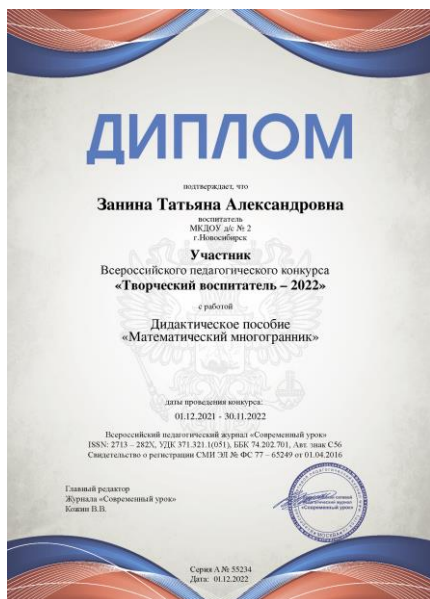 ДИПЛОМ
подтверждает, что
Занина Татьяна Александровна
воспитатель
МКДОУ д/с № 2
г.Новосибирск
Участник
Всероссийского педагогического конкурса
«Творческий воспитатель – 2022»
с работой
Дидактическое пособие
«Математический многогранник»
даты проведения конкурса:
01.12.2021 - 30.11.2022
Всероссийский педагогический журнал «Современный урок»
ISSN: 2713 – 282X, УДК 371.321.1(051), ББК 74.202.701, Авт. знак С56
Свидетельство о регистрации СМИ ЭЛ № ФС 77 – 65249 от 01.04.2016
Главный редактор
Журнала «Современный урок»
Кожин В.В.
«Современный урок»
МОСКВА
Серия А № 55234
Дата: 01.12.2022